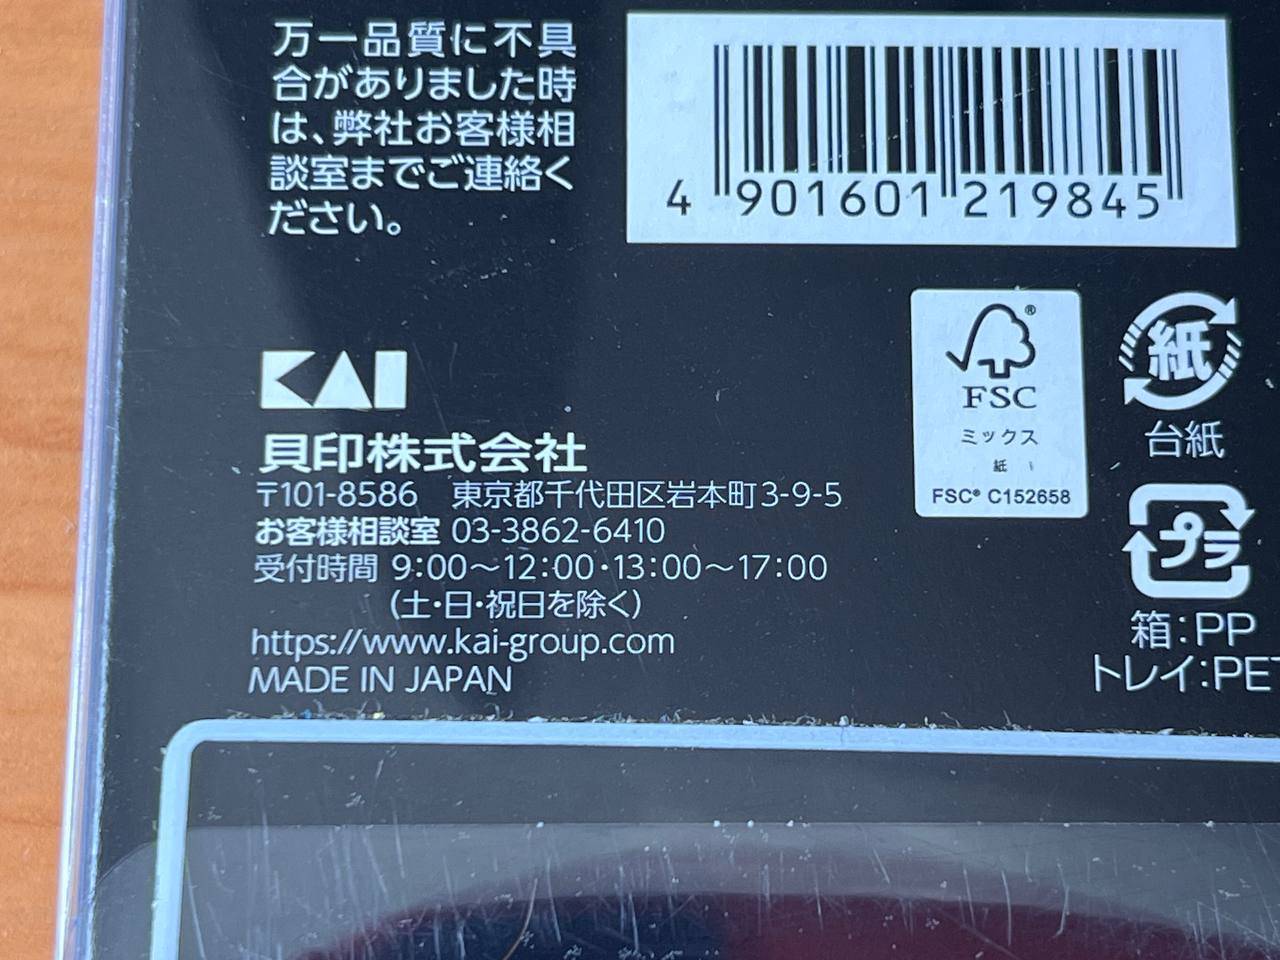 万一品質に不具
合がありました時
は、弊社お客様相
談室までご連絡く
ださい。
4 901601 219845
KAI
貝印株式会社
〒101-8586 東京都千代田区岩本町3-9-5
お客様相談室 03-3862-6410
受付時間 9:00〜12:00・13:00〜17:00
(土・日・祝日を除く)
https://www.kai-group.com
MADE IN JAPAN
®
FSC
ミックス
紙
FSC® C152658
紙
台紙
プラ
箱:PP
トレイ:PET